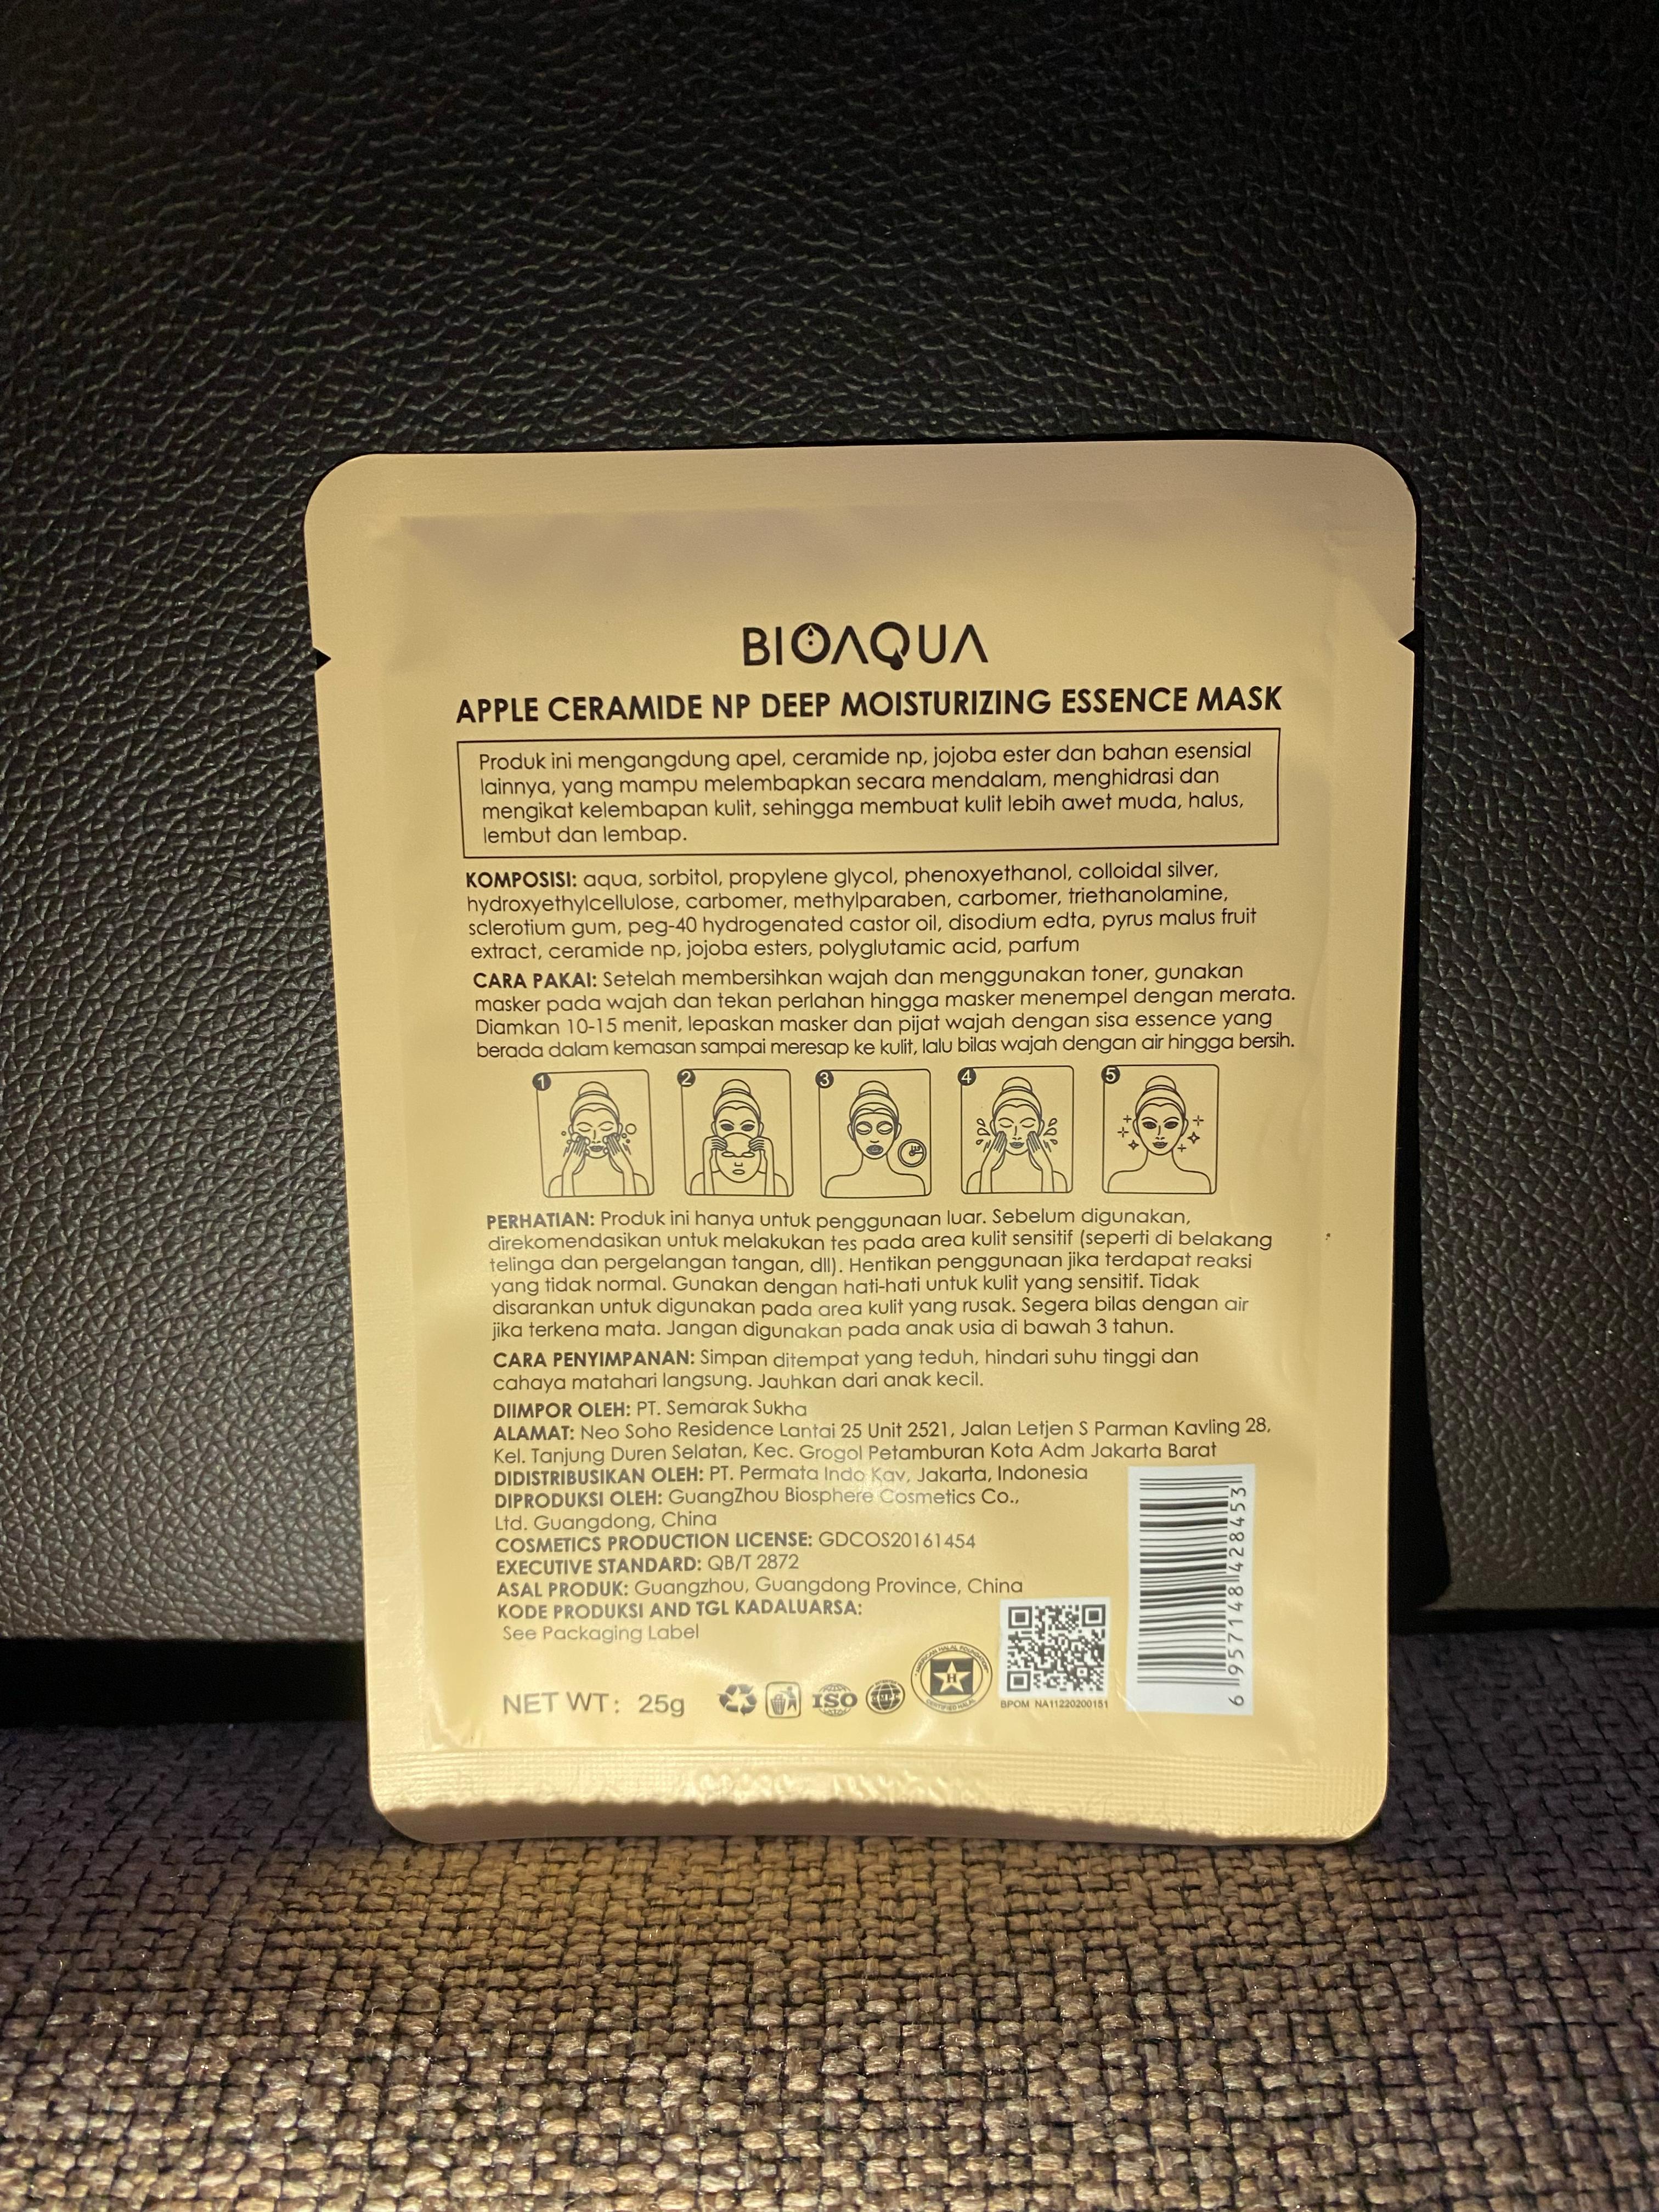 BIOAQUA
APPLE CERAMIDE NP DEEP MOISTURIZING ESSENCE MASK
Produk ini mengangdung apel, ceramide np, jojoba ester dan bahan esensial
lainnya, yang mampu melembapkan secara mendalam, menghidrasi dan
mengikat kelembapan kulit, sehingga membuat kulit lebih awet muda, halus,
lembut dan lembap.
KOMPOSISI: aqua, sorbitol, propylene glycol, phenoxyethanol, colloidal silver,
hydroxyethylcellulose, carbomer, methylparaben, carbomer, triethanolamine,
sclerotium gum, peg-40 hydrogenated castor oil, disodium edta, pyrus malus fruit
extract, ceramide np, jojoba esters, polyglutamic acid, parfum
CARA PAKAI: Setelah membersihkan wajah dan menggunakan toner, gunakan
masker pada wajah dan tekan perlahan hingga masker menempel dengan merata.
Diamkan 10-15 menit, lepaskan masker dan pijat wajah dengan sisa essence yang
berada dalam kemasan sampai meresap ke kulit, lalu bilas wajah dengan air hingga bersih.
1 2 3 4 5
PERHATIAN: Produk ini hanya untuk penggunaan luar. Sebelum digunakan,
direkomendasikan untuk melakukan tes pada area kulit sensitif (seperti di belakang
telinga dan pergelangan tangan, dll). Hentikan penggunaan jika terdapat reaksi
yang tidak normal. Gunakan dengan hati-hati untuk kulit yang sensitif. Tidak
disarankan untuk digunakan pada area kulit yang rusak. Segera bilas dengan air
jika terkena mata. Jangan digunakan pada anak usia di bawah 3 tahun.
CARA PENYIMPANAN: Simpan ditempat yang teduh, hindari suhu tinggi dan
cahaya matahari langsung. Jauhkan dari anak kecil.
DIIMPOR OLEH: PT. Semarak Sukha
ALAMAT: Neo Soho Residence Lantai 25 Unit 2521, Jalan Letjen S Parman Kavling 28,
Kel. Tanjung Duren Selatan, Kec. Grogol Petamburan Kota Adm Jakarta Barat
DIDISTRIBUSIKAN OLEH: PT. Permata Indo Kav, Jakarta, Indonesia
DIPRODUKSI OLEH: GuangZhou Biosphere Cosmetics Co.,
Ltd. Guangdong, China
COSMETICS PRODUCTION LICENSE: GDCOS20161454
EXECUTIVE STANDARD: QB/T 2872
ASAL PRODUK: Guangzhou, Guangdong Province, China
KODE PRODUKSI AND TGL KADALUARSA:
See Packaging Label
NET WT: 25g
ISO
AMERICAN HALAL FOUNDATION
H
CERTIFIED HALAL
BPOM NA11220200151
6 957148 428453